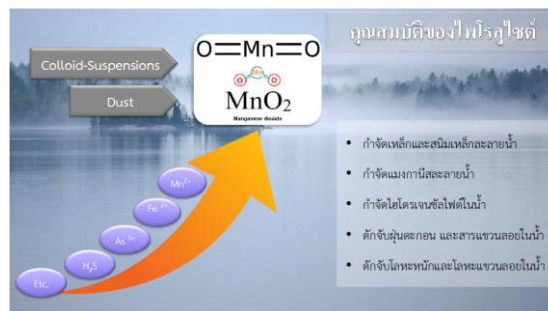 คุณสมบัติของไพโรลูไซต์
Colloid-Suspensions
Dust
O=Mn=O
O Mn O
MnO₂
Manganese dioxide
Mn²⁺
Fe ²⁺
As ⁵⁺
H₂S
Etc.
• กำจัดเหล็กและสนิมเหล็กละลายน้ำ
• กำจัดแมงกานีสละลายน้ำ
• กำจัดไฮโดรเจนซัลไฟด์ในน้ำ
• ดักจับฝุ่นตะกอน และสารแขวนลอยในน้ำ
• ดักจับโลหะหนักและโลหะแขวนลอยในน้ำ